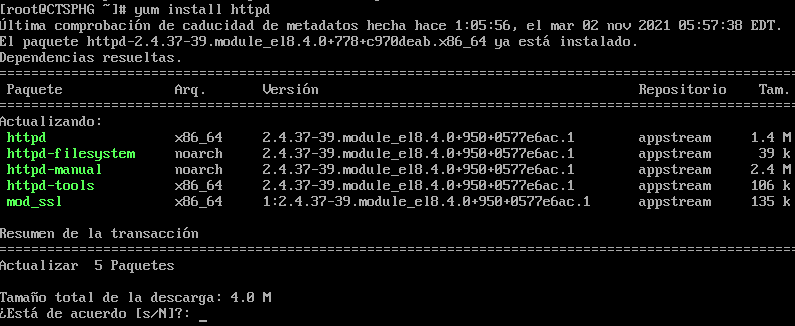 [root@CTSPHG ~]# yum install httpd
Última comprobación de caducidad de metadatos hecha hace 1:05:56, el mar 02 nov 2021 05:57:38 EDT.
El paquete httpd-2.4.37-39.module_el8.4.0+778+c970deab.x86_64 ya está instalado.
Dependencias resueltas.
================================================================================
Paquete Arq. Versión Repositorio Tam.
================================================================================
Actualizando:
httpd x86_64 2.4.37-39.module_el8.4.0+950+0577e6ac.1 appstream 1.4 M
httpd-filesystem noarch 2.4.37-39.module_el8.4.0+950+0577e6ac.1 appstream 39 k
httpd-manual noarch 2.4.37-39.module_el8.4.0+950+0577e6ac.1 appstream 2.4 M
httpd-tools x86_64 2.4.37-39.module_el8.4.0+950+0577e6ac.1 appstream 106 k
mod_ssl x86_64 1:2.4.37-39.module_el8.4.0+950+0577e6ac.1 appstream 135 k
Resumen de la transacción
================================================================================
Actualizar 5 Paquetes
Tamaño total de la descarga: 4.0 M
¿Está de acuerdo [s/N]?: _